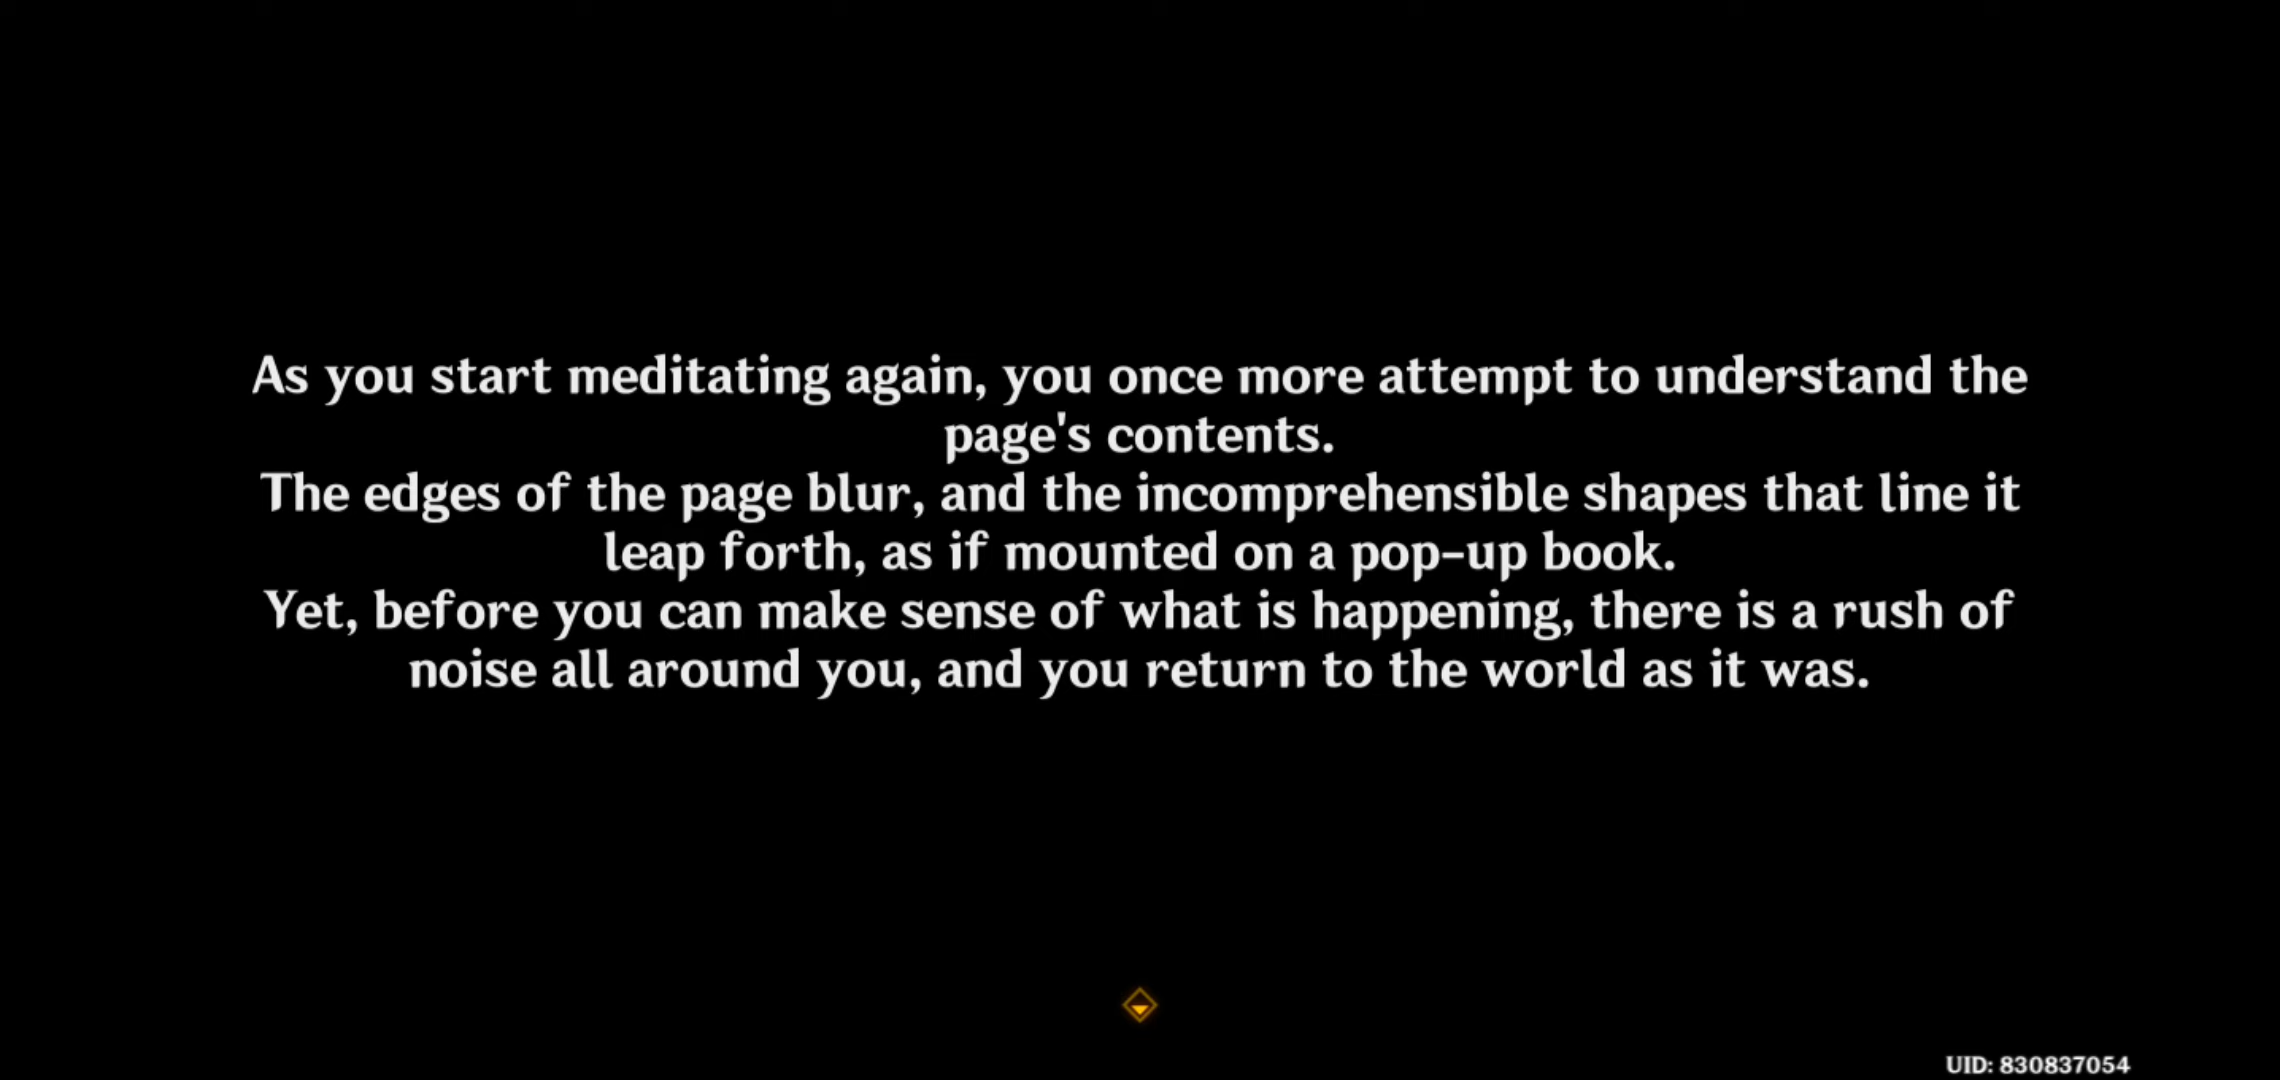 As you start meditating again, you once more attempt to understand the
page's contents.
The edges of the page blur, and the incomprehensible shapes that line it
leap forth, as if mounted on a pop-up book.
Yet, before you can make sense of what is happening, there is a rush of
noise all around you, and you return to the world as it was.
UID: 830837054